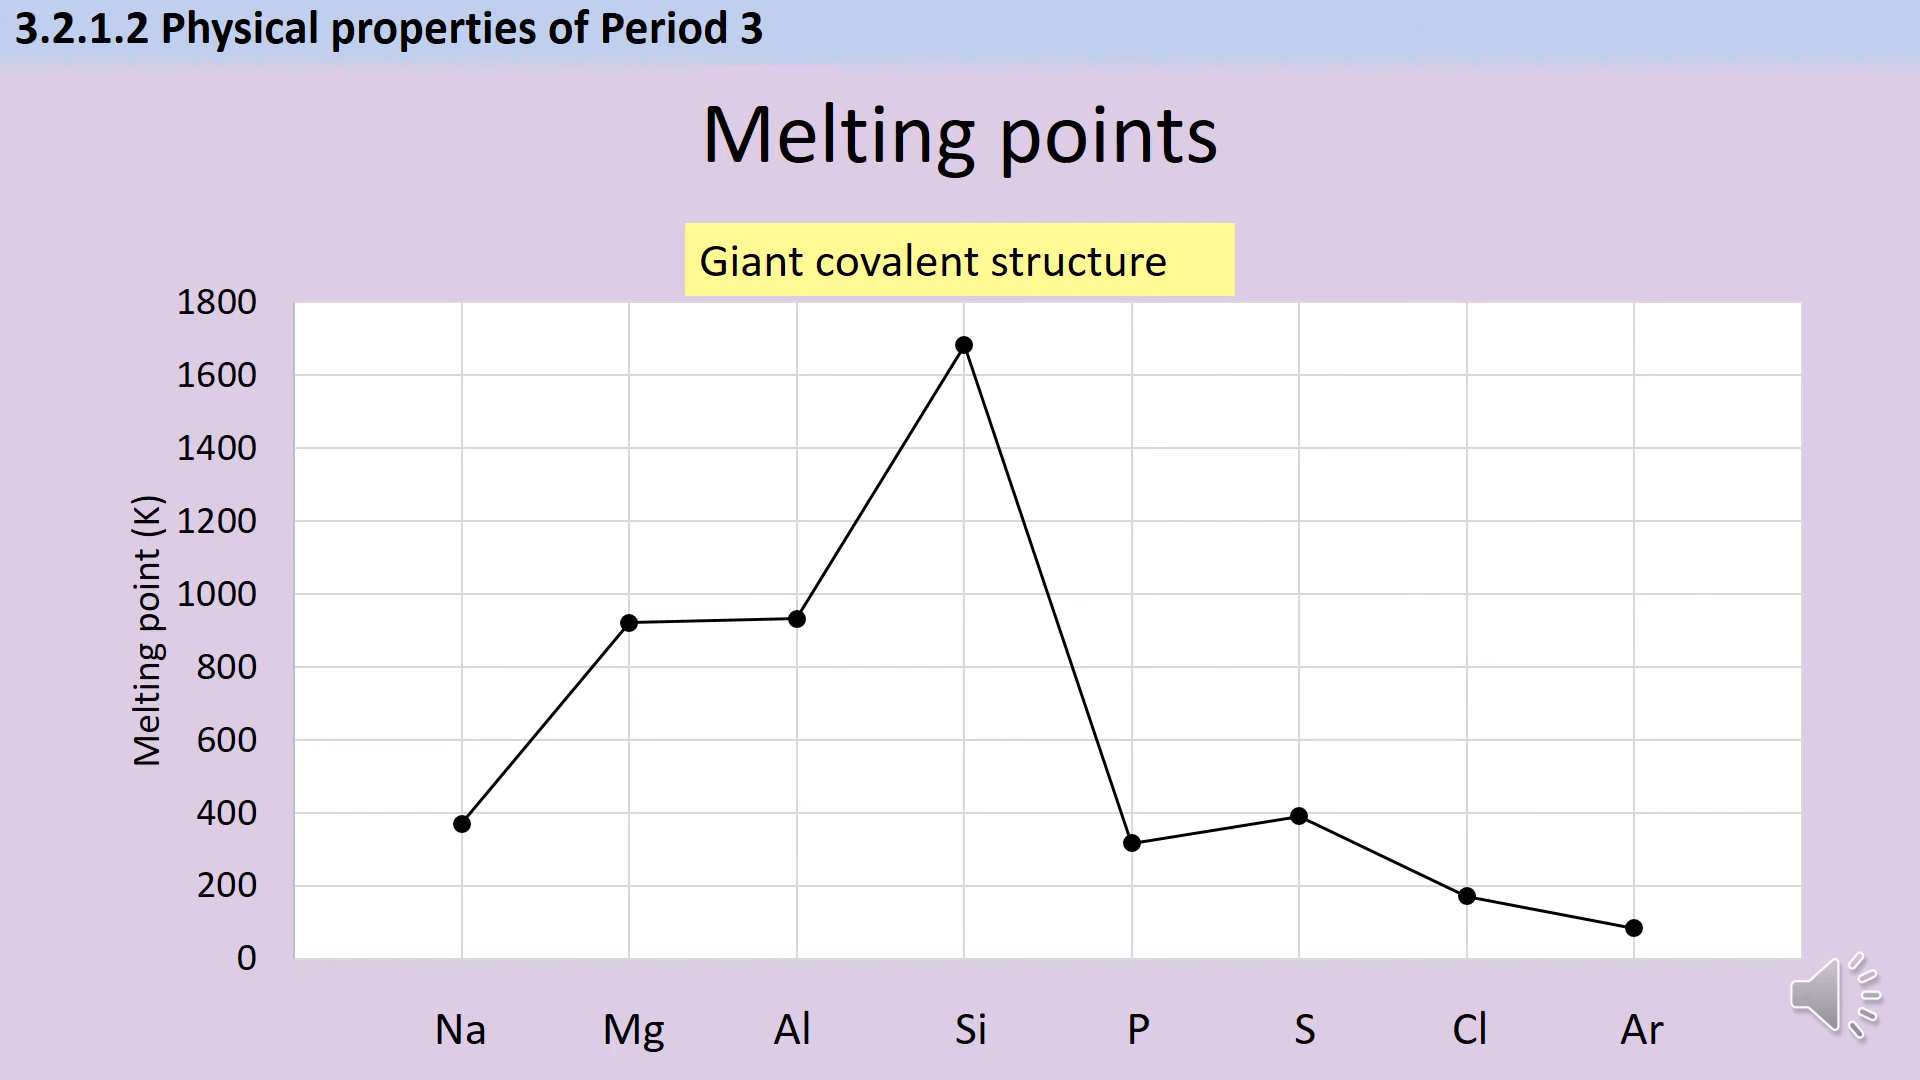 3.2.1.2 Physical properties of Period 3
Melting points
Giant covalent structure
1800
1600
1400
1200
1000
800
600
400
200
0
Melting point (K)
Na Mg Al Si P S Cl Ar